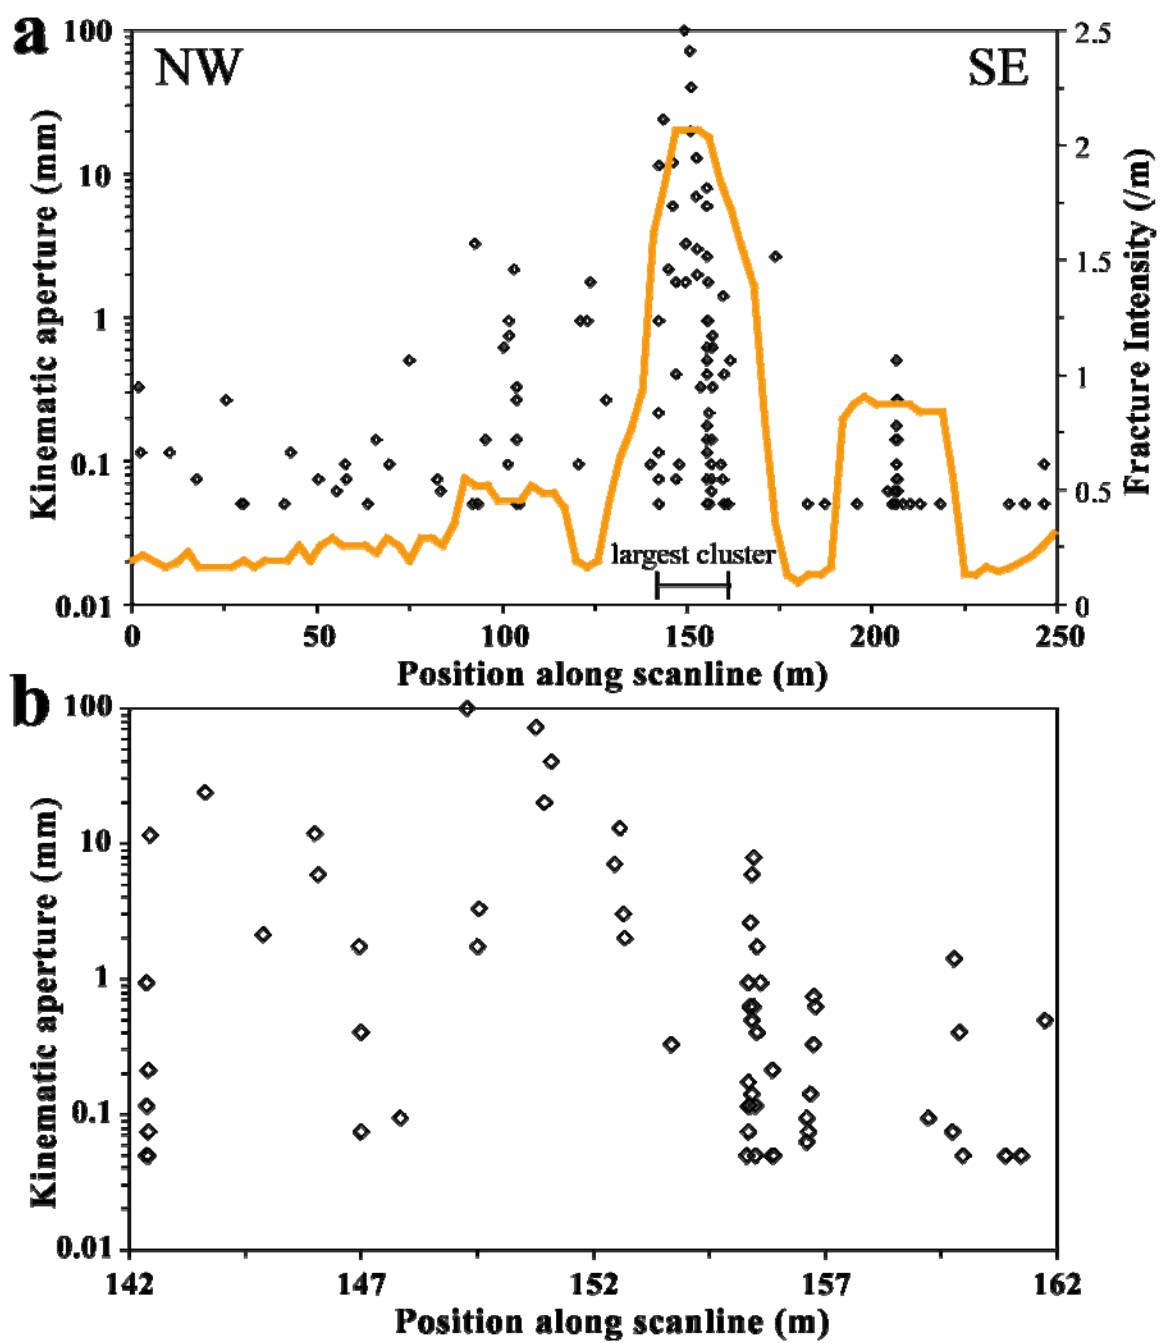 a
NW
SE
100
10
1
0.1
0.01
Kinematic aperture (mm)
2.5
2
1.5
1
0.5
0
Fracture Intensity (/m)
largest cluster
0 50 100 150 200 250
Position along scanline (m)
b
100
10
1
0.1
0.01
Kinematic aperture (mm)
142 147 152 157 162
Position along scanline (m)